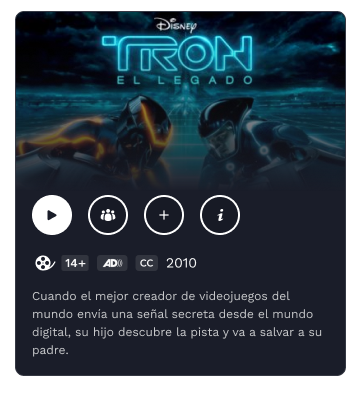 Disney
TRON
EL LEGADO
14+ AD CC 2010
Cuando el mejor creador de videojuegos del
mundo envía una señal secreta desde el mundo
digital, su hijo descubre la pista y va a salvar a su
padre.